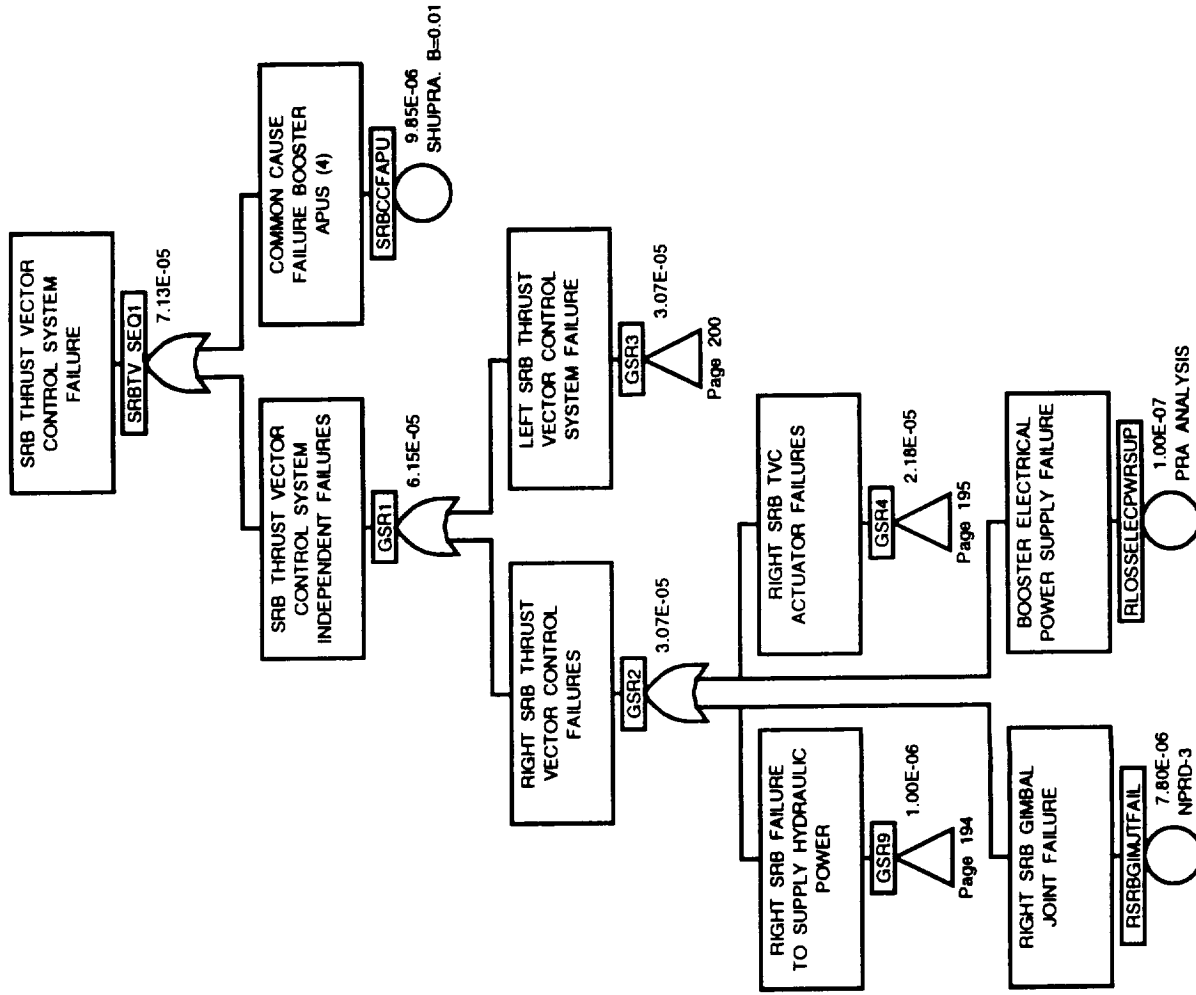 SRB THRUST VECTOR
CONTROL SYSTEM
FAILURE
SRBTV SEQ1
7.13E-05
SRB THRUST VECTOR
CONTROL SYSTEM
INDEPENDENT FAILURES
GSR1
6.15E-05
COMMON CAUSE
FAILURE BOOSTER
APUS (4)
SRBCCFAPU
9.85E-06
SHUPRA. B=0.01
RIGHT SRB THRUST
VECTOR CONTROL
FAILURES
GSR2
3.07E-05
LEFT SRB THRUST
VECTOR CONTROL
SYSTEM FAILURE
GSR3
3.07E-05
Page 200
RIGHT SRB FAILURE
TO SUPPLY HYDRAULIC
POWER
GSR9
1.00E-06
Page 194
RIGHT SRB TVC
ACTUATOR FAILURES
GSR4
2.18E-05
Page 195
RIGHT SRB GIMBAL
JOINT FAILURE
RSRBGIMJTFAIL
7.80E-06
NPRD-3
BOOSTER ELECTRICAL
POWER SUPPLY FAILURE
RLOSSELECPWRSUP
1.00E-07
PRA ANALYSIS